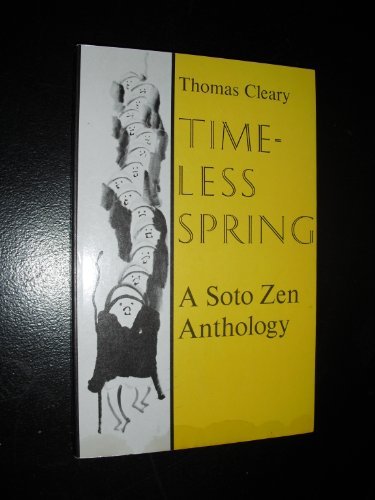 Thomas Cleary
TIME-
LESS
SPRING
A Soto Zen
Anthology